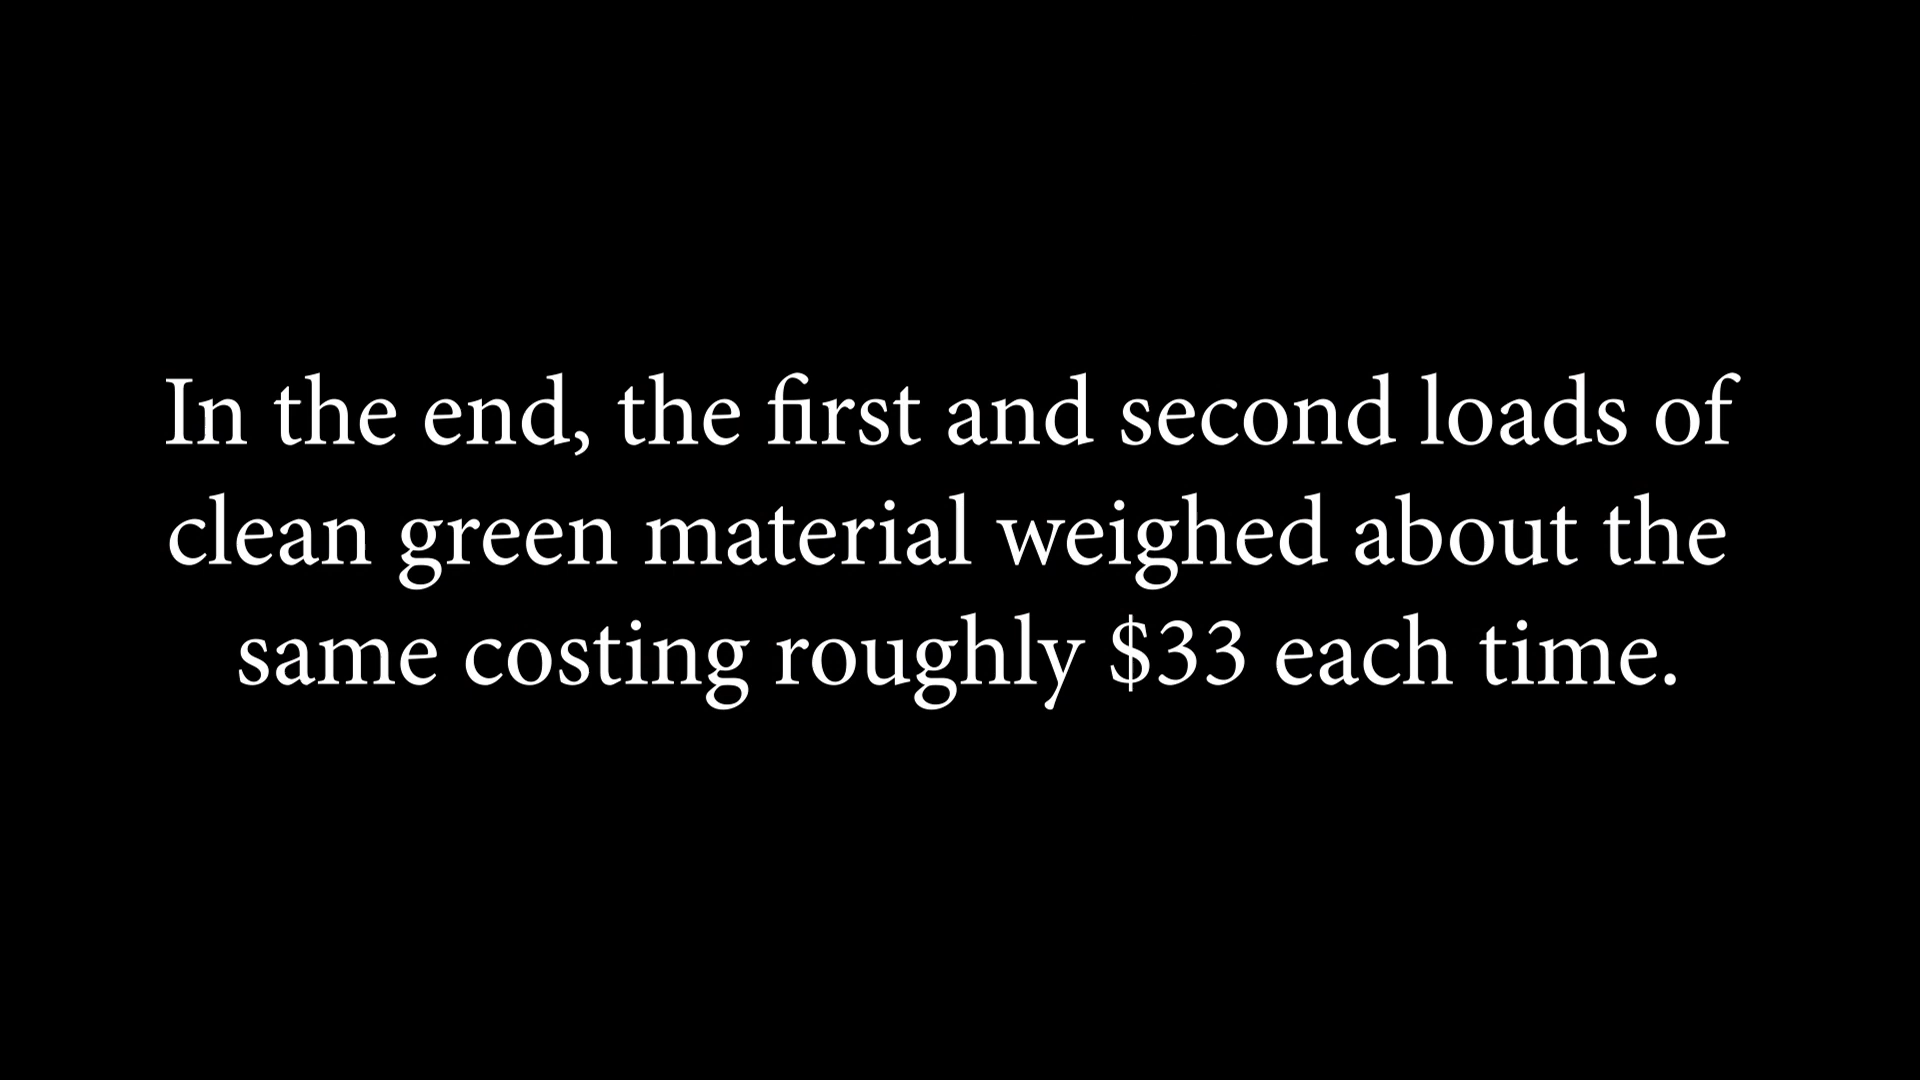 In the end, the first and second loads of
clean green material weighed about the
same costing roughly $33 each time.